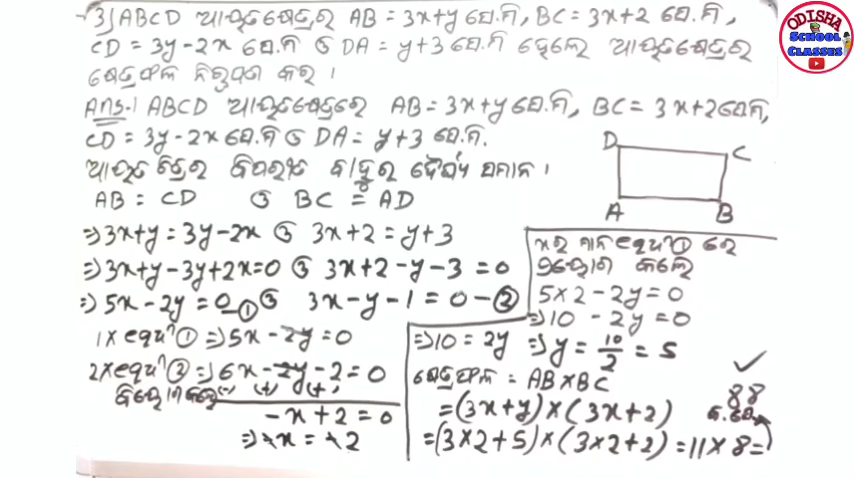 3) ABCD ଆୟତକ୍ଷେତ୍ରର AB = 3x+y ସେ.ମି, BC = 3x+2 ସେ.ମି,
CD = 3y-2x ସେ.ମି ଓ DA = y+3 ସେ.ମି ହେଲେ ଆୟତକ୍ଷେତ୍ରର
କ୍ଷେତ୍ରଫଳ ନିରୂପଣ କର ।
Ans-। ABCD ଆୟତକ୍ଷେତ୍ରରେ AB = 3x+y ସେ.ମି, BC = 3x+2 ସେମି,
CD = 3y-2x ସେ.ମି ଓ DA = y+3 ସେ.ମି.
ଆୟତ ଚିତ୍ରର ବିପରୀତ ବାହୁର ଦୈର୍ଘ୍ୟ ସମାନ ।
AB = CD ଓ BC = AD
⇒ 3x+y = 3y-2x ଓ 3x+2 = y+3
⇒ 3x+y-3y+2x=0 ଓ 3x+2-y-3=0
⇒ 5x-2y=0-① ଓ 3x-y-1=0-②
1x equⁿ① ⇒ 5x-2y=0
2x equⁿ② ⇒ 6x-2y-2=0
ବିୟୋଗ କଲେ (-) (+) (+)
-x+2=0
⇒ -x=-2
D C
A B
xର ମାନ equⁿ① ରେ
ପ୍ରୟୋଗ କଲେ
5×2-2y=0
⇒ 10-2y=0
⇒ 10=2y ⇒ y = 10/2 = 5
କ୍ଷେତ୍ରଫଳ = AB×BC
= (3x+y)×(3x+2)
= (3×2+5)×(3×2+2) = 11×8 =
88
ବ.ସେ.
ODISHA
SCHOOL
CLASSES